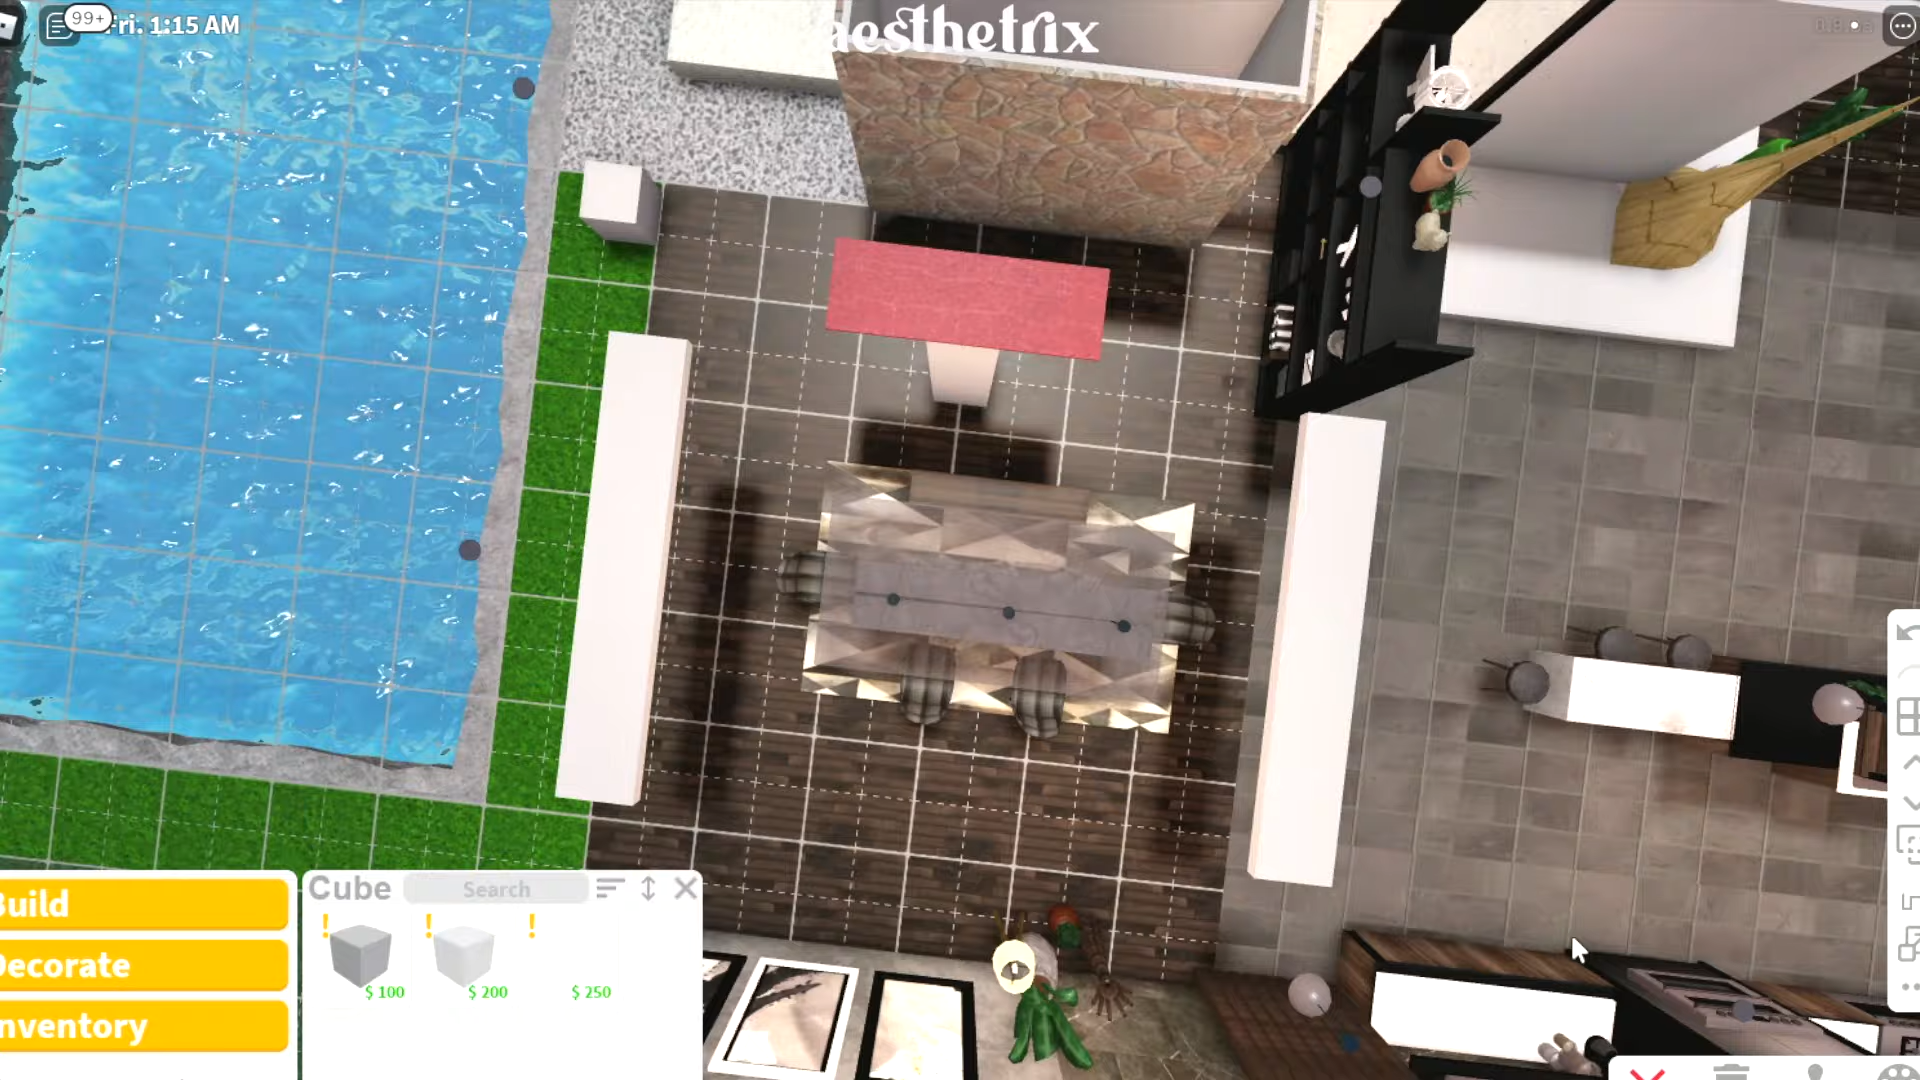 99+
Fri. 1:15 AM
aesthetrix
Build
Decorate
Inventory
Cube
Search
! ! !
$ 100
$ 200
$ 250